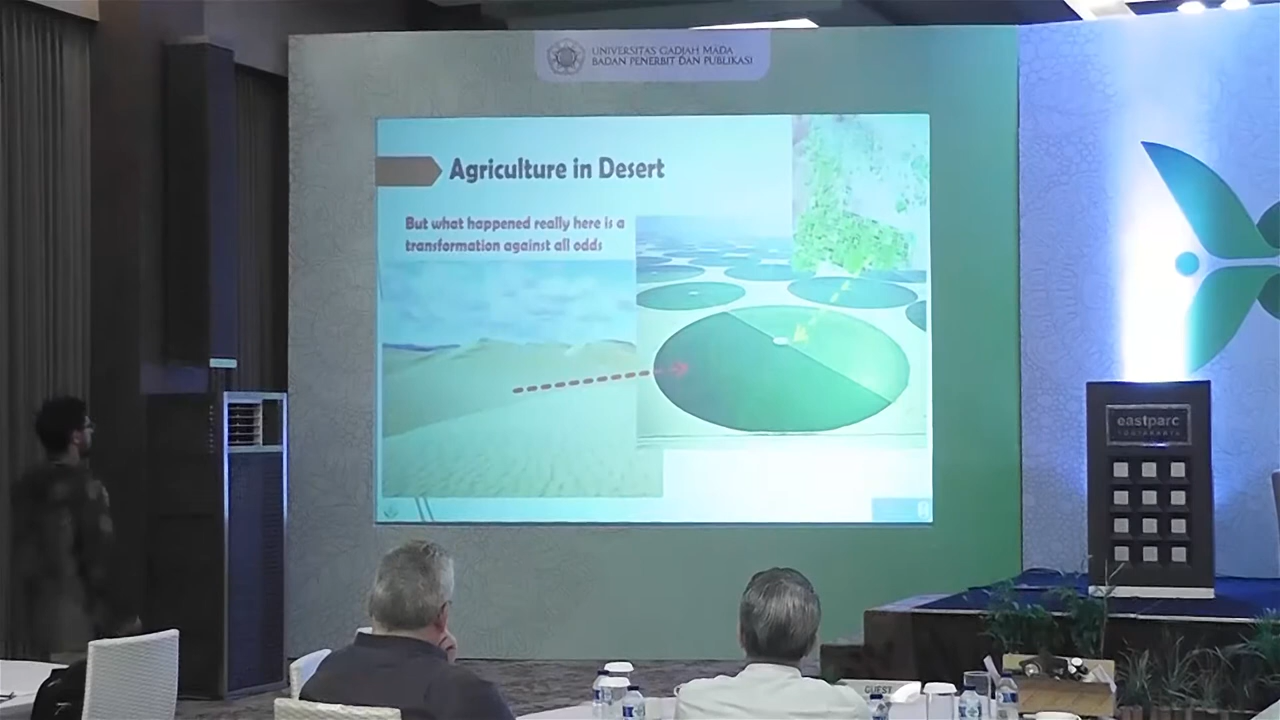 UNIVERSITAS GADJAH MADA
BADAN PENERBIT DAN PUBLIKASI
Agriculture in Desert
But what happened really here is a
transformation against all odds
eastparc
YOGYAKARTA
GUEST